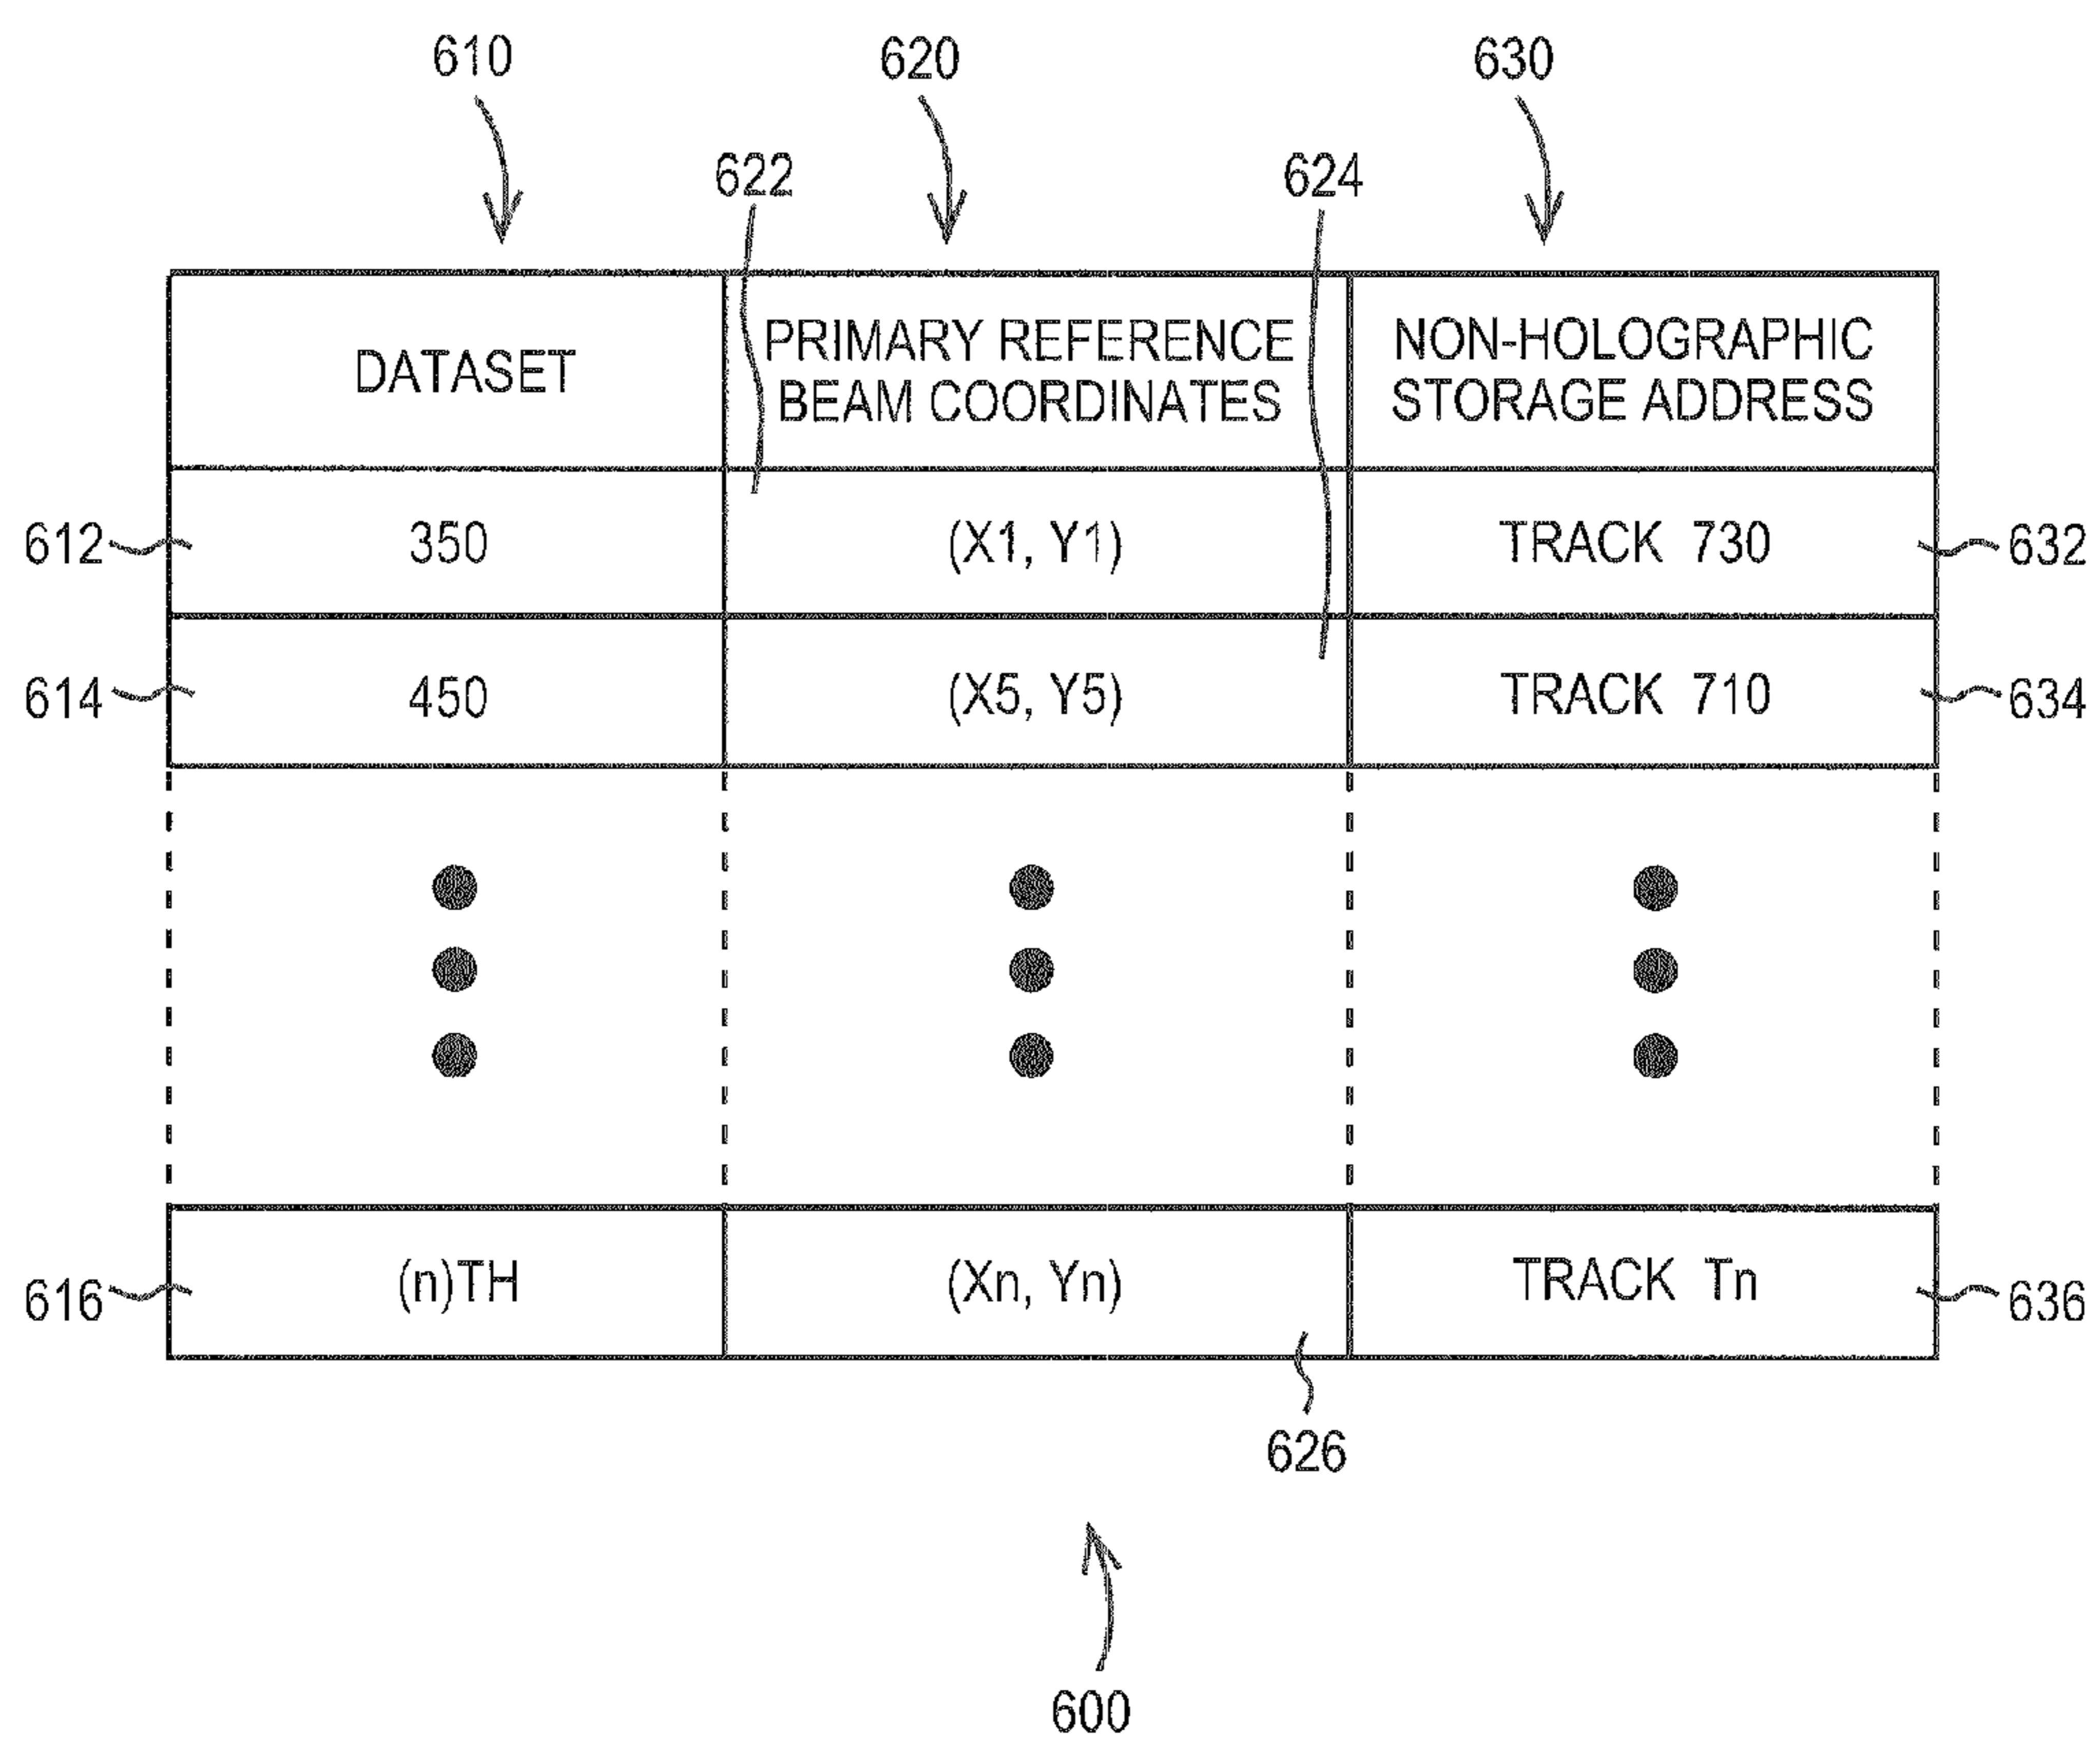 610
620
630
622
624
DATASET
PRIMARY REFERENCE
BEAM COORDINATES
NON-HOLOGRAPHIC
STORAGE ADDRESS
612
350
(X1, Y1)
TRACK 730
632
614
450
(X5, Y5)
TRACK 710
634
616
(n)TH
(Xn, Yn)
TRACK Tn
636
626
600